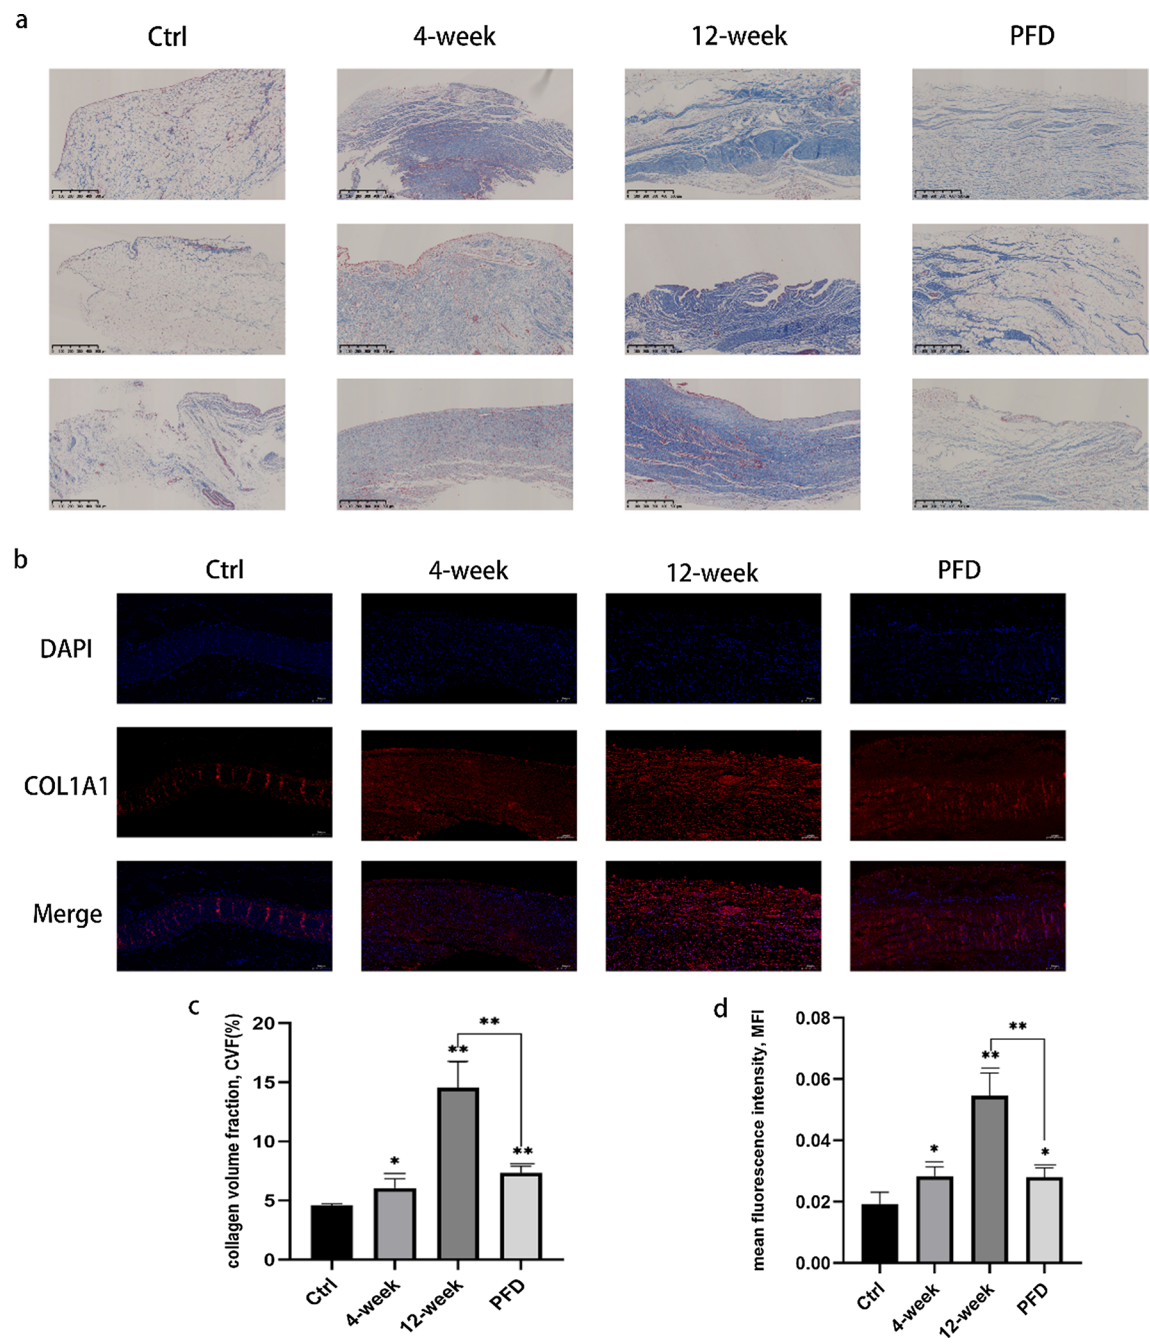 a
Ctrl 4-week 12-week PFD
b
Ctrl 4-week 12-week PFD
DAPI
COL1A1
Merge
c
collagen volume fraction, CVF(%)
20
15
10
5
0
**
**
*
**
Ctrl 4-week 12-week PFD
d
mean fluorescence intensity, MFI
0.08
0.06
0.04
0.02
0.00
**
**
*
*
Ctrl 4-week 12-week PFD